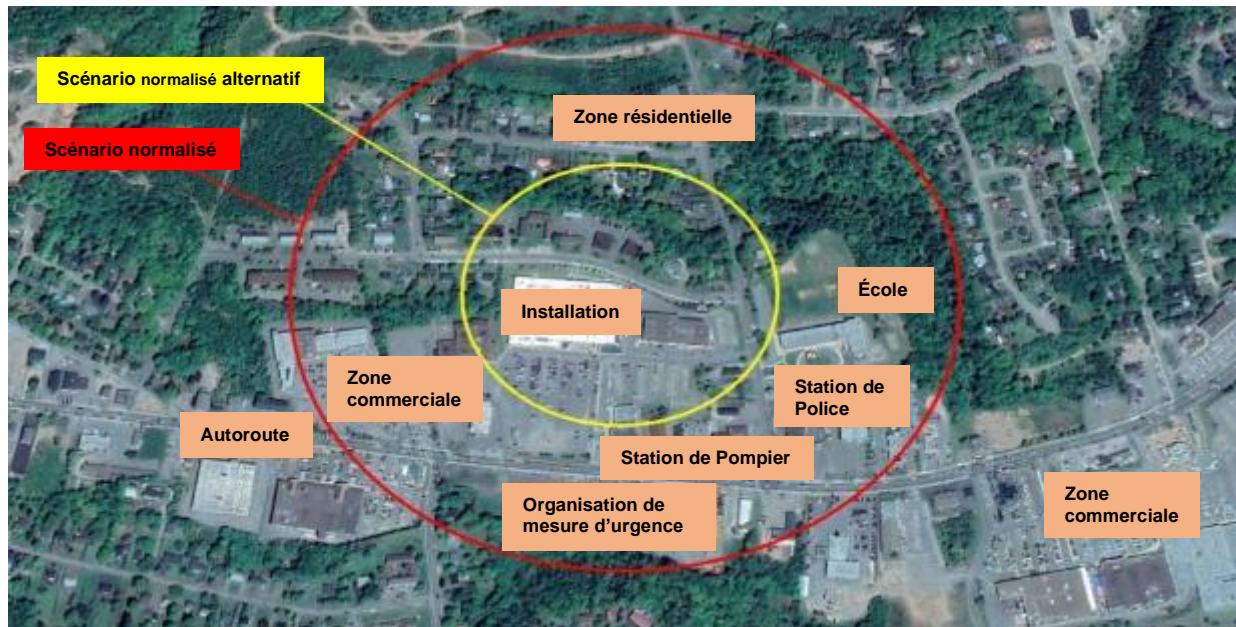 Scénario normalisé alternatif
Scénario normalisé
Zone résidentielle
École
Installation
Zone
commerciale
Station de
Police
Autoroute
Station de Pompier
Organisation de
mesure d'urgence
Zone
commerciale